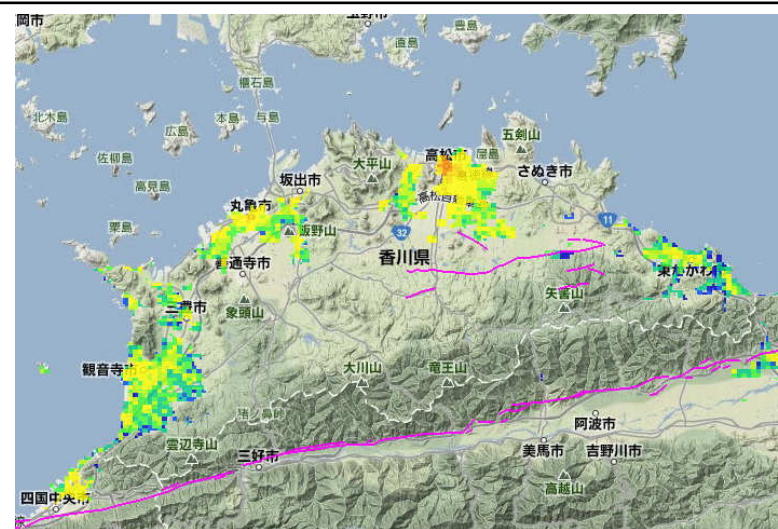 岡市
玉野市
豊島
直島
櫃石島
北木島
本島
与島
広島
五剣山
佐柳島
大平山
高松市
屋島
高見島
坂出市
さぬき市
丸亀市
粟島
飯野山
32
11
善通寺市
香川県
東かがわ
三豊市
象頭山
矢筈山
観音寺市
大川山
竜王山
雲辺寺山
三好市
阿波市
美馬市
吉野川市
四国中央市
高越山